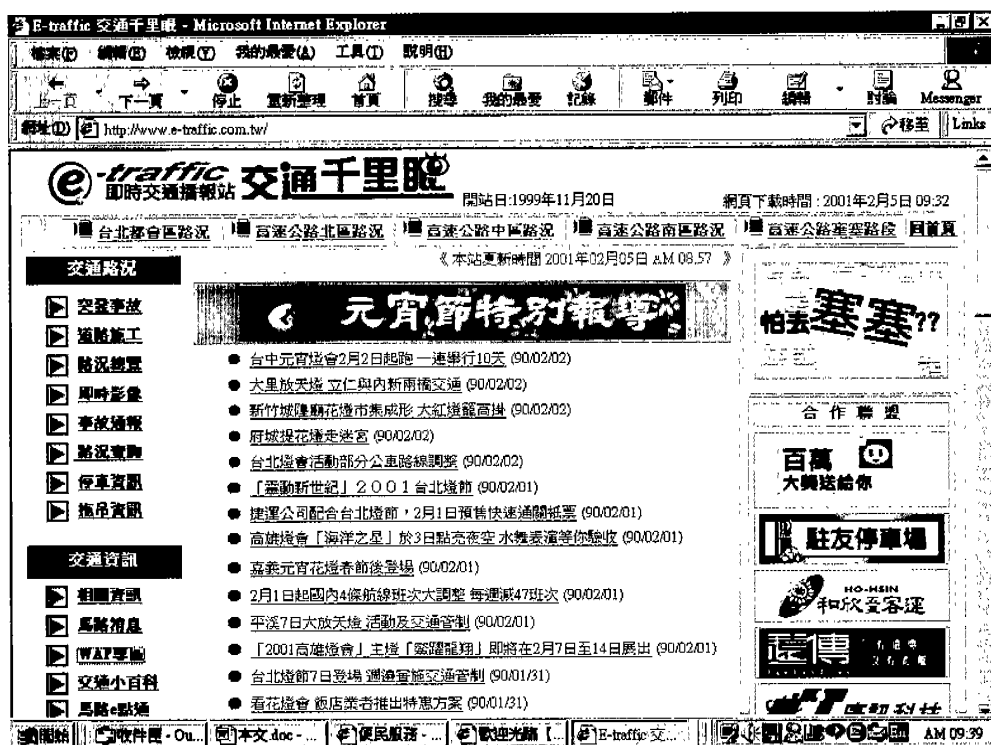 E-traffic 交通千里眼 - Microsoft Internet Explorer
檔案(F) 編輯(E) 檢視(V) 我的最愛(A) 工具(T) 說明(H)
上一頁 下一頁 停止 重新整理 首頁 搜尋 我的最愛 記錄 郵件 列印 編輯 討論 Messenger
網址(D) http://www.e-traffic.com.tw/ 移至 Links
e-traffic 即時交通播報站 交通千里眼
開站日:1999年11月20日 網頁下載時間:2001年2月5日 09:32
台北都會區路況 高速公路北區路況 高速公路中區路況 高速公路南區路況 高速公路壅塞路段 回首頁
《本站更新時間 2001年02月05日 AM 08:57 》
交通路況
突發事故
道路施工
路況總覽
即時影像
事故通報
路況查詢
停車資訊
拖吊資訊
交通資訊
相關資訊
馬路消息
WAP專區
交通小百科
馬路e點通
元宵節特別報導
台中元宵燈會2月2日起跑 一連舉行10天 (90/02/02)
大里放天燈 立仁與內新兩橋交通 (90/02/02)
新竹城隍廟花燈市集成形 大紅燈籠高掛 (90/02/02)
府城提花燈走迷宮 (90/02/02)
台北燈會活動部分公車路線調整 (90/02/02)
「靈動新世紀」2001台北燈節 (90/02/01)
捷運公司配合台北燈節，2月1日預售快速通關紙票 (90/02/01)
高雄燈會「海洋之星」於3日點亮夜空 水舞表演等你驗收 (90/02/01)
嘉義元宵花燈春節後登場 (90/02/01)
2月1日起國內4條航線班次大調整 每週減47班次 (90/02/01)
平溪7日大放天燈 活動及交通管制 (90/02/01)
「2001高雄燈會」主燈「鰲躍龍翔」即將在2月7日至14日展出 (90/02/01)
台北燈節7日登場 週邊實施交通管制 (90/01/31)
看花燈會 飯店業者推出特惠方案 (90/01/31)
怕去塞塞??
合作聯盟
百萬
大獎送給你
駐友停車場
HO-HSIN
和欣客運
遠傳
開始 收件匣 - Ou... 本文.doc - ... 便民服務 - ... 歡迎光臨【... E-traffic 交... AM 09:39